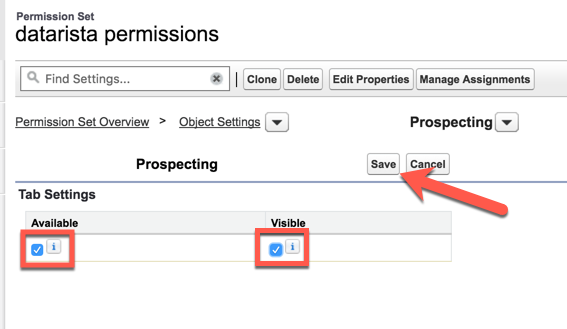 Permission Set
datarista permissions
Find Settings... Clone Delete Edit Properties Manage Assignments
Permission Set Overview > Object Settings Prospecting
Prospecting Save Cancel
Tab Settings
Available Visible
i i